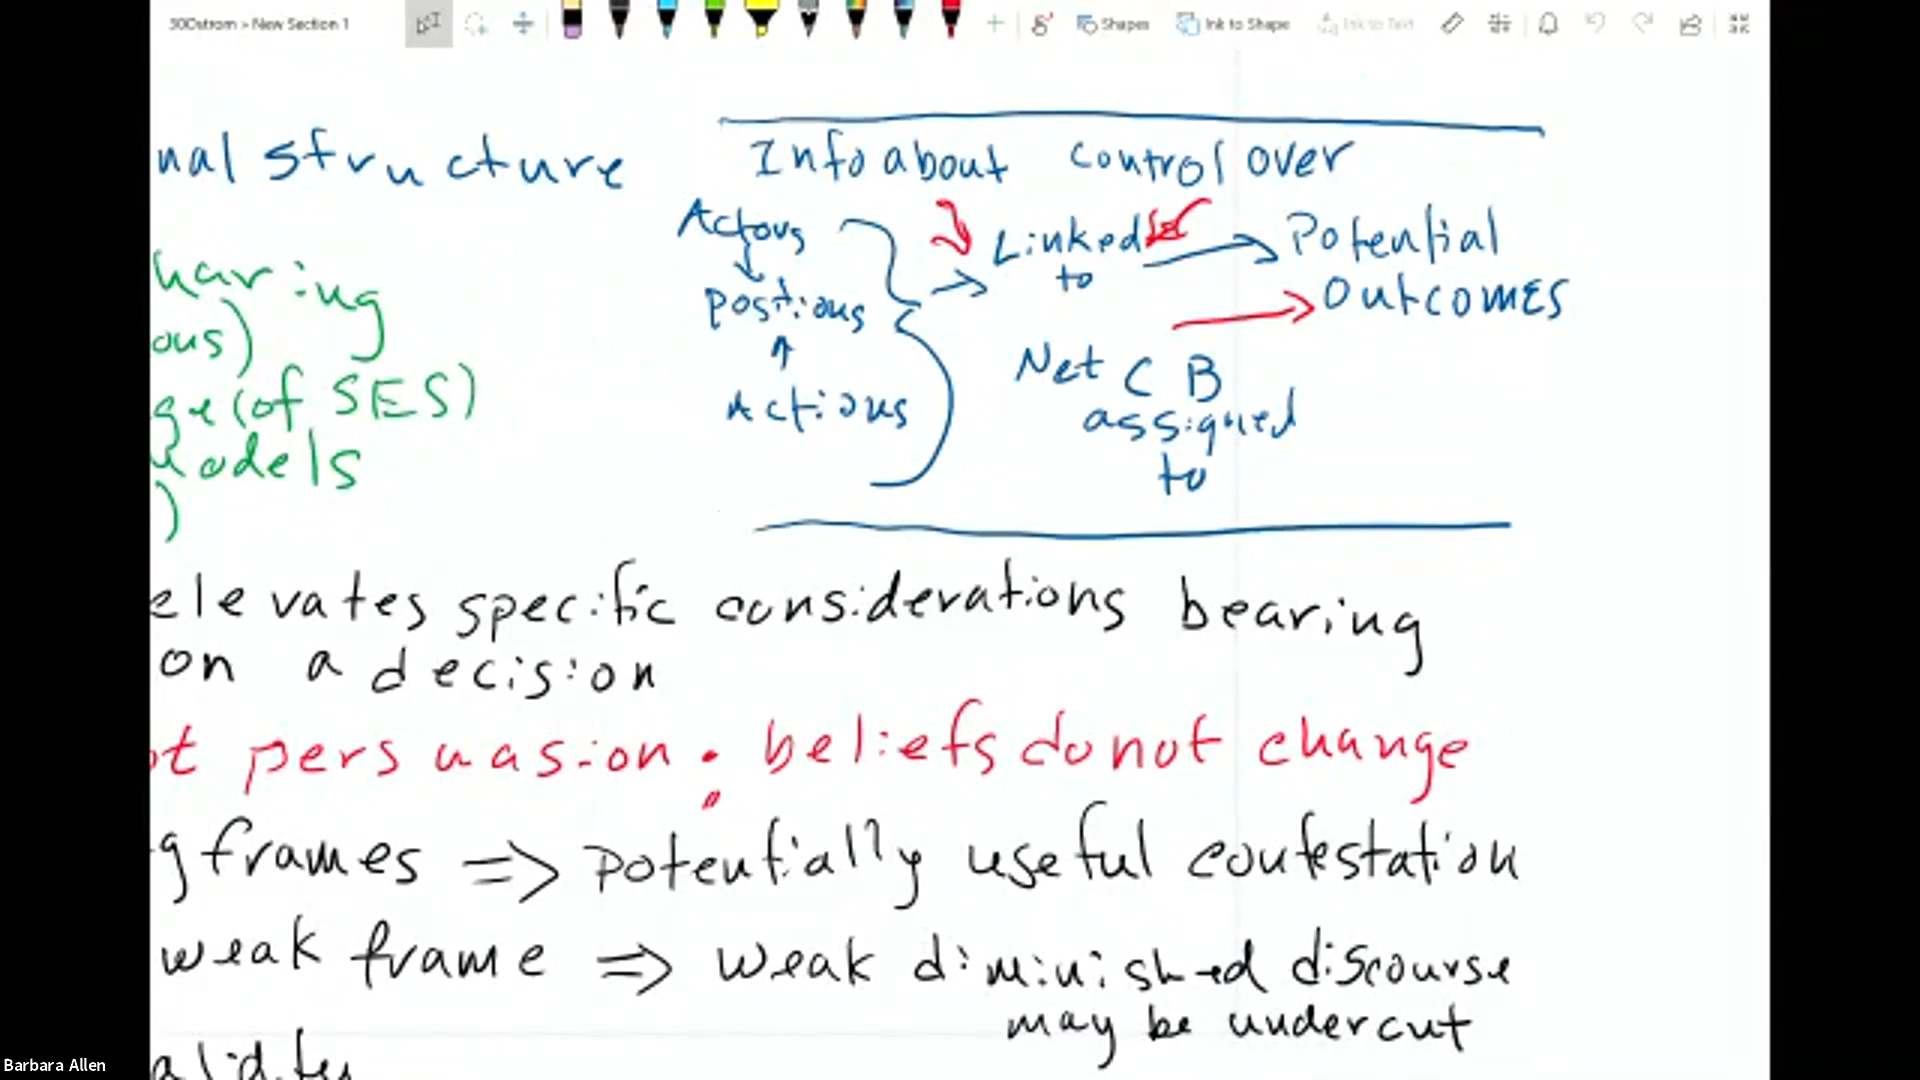 30Ostrom > New Section 1
Shapes
Ink to Shape
Ink to Text
nal structure
haring
ous)
ge (of SES)
odels
)
Info about control over
Actors
Positions
Actions
Linked
to
Potential
Outcomes
Net C B
assigned
to
elevates specific considerations bearing
on a decision
ot persuasion: beliefs do not change
g frames => potentially useful contestation
weak frame => weak diminished discourse
may be undercut
alidity
Barbara Allen